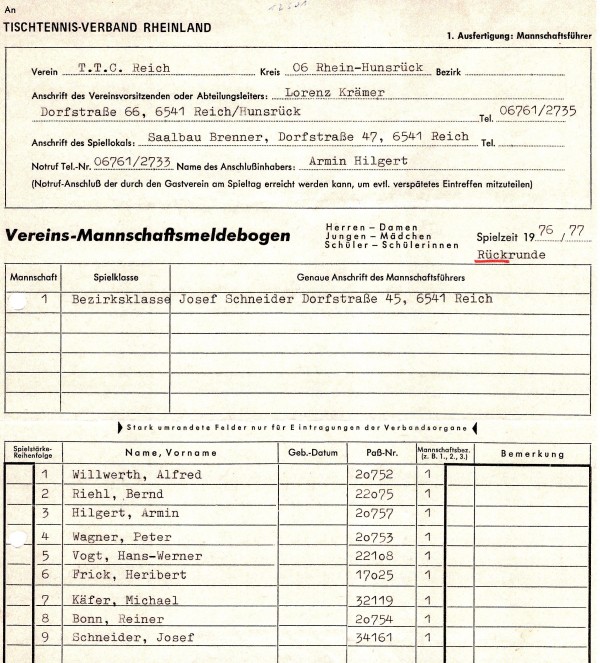 An
TISCHTENNIS-VERBAND RHEINLAND
1. Ausfertigung: Mannschaftsführer
Verein T.T.C. Reich Kreis 06 Rhein-Hunsrück Bezirk
Anschrift des Vereinsvorsitzenden oder Abteilungsleiters: Lorenz Krämer
Dorfstraße 66, 6541 Reich/Hunsrück Tel. 06761/2735
Anschrift des Spiellokals: Saalbau Brenner, Dorfstraße 47, 6541 Reich Tel.
Notruf Tel.-Nr. 06761/2733 Name des Anschlußinhabers: Armin Hilgert
(Notruf-Anschluß der durch den Gastverein am Spieltag erreicht werden kann, um evtl. verspätetes Eintreffen mitzuteilen)
Vereins-Mannschaftsmeldebogen
Herren – Damen
Jungen – Mädchen
Schüler – Schülerinnen
Spielzeit 19 76 / 77
Rückrunde
Mannschaft Spielklasse Genaue Anschrift des Mannschaftsführers
1 Bezirksklasse Josef Schneider Dorfstraße 45, 6541 Reich
Stark umrandete Felder nur für Eintragungen der Verbandsorgane
Spielstärke-Reihenfolge Name, Vorname Geb.-Datum Paß-Nr. Mannschaftsbez. (z. B. 1., 2., 3.) Bemerkung
1 Willwerth, Alfred 20752 1
2 Riehl, Bernd 22075 1
3 Hilgert, Armin 20757 1
4 Wagner, Peter 20753 1
5 Vogt, Hans-Werner 22108 1
6 Frick, Heribert 17025 1
7 Käfer, Michael 32119 1
8 Bonn, Reiner 20754 1
9 Schneider, Josef 34161 1